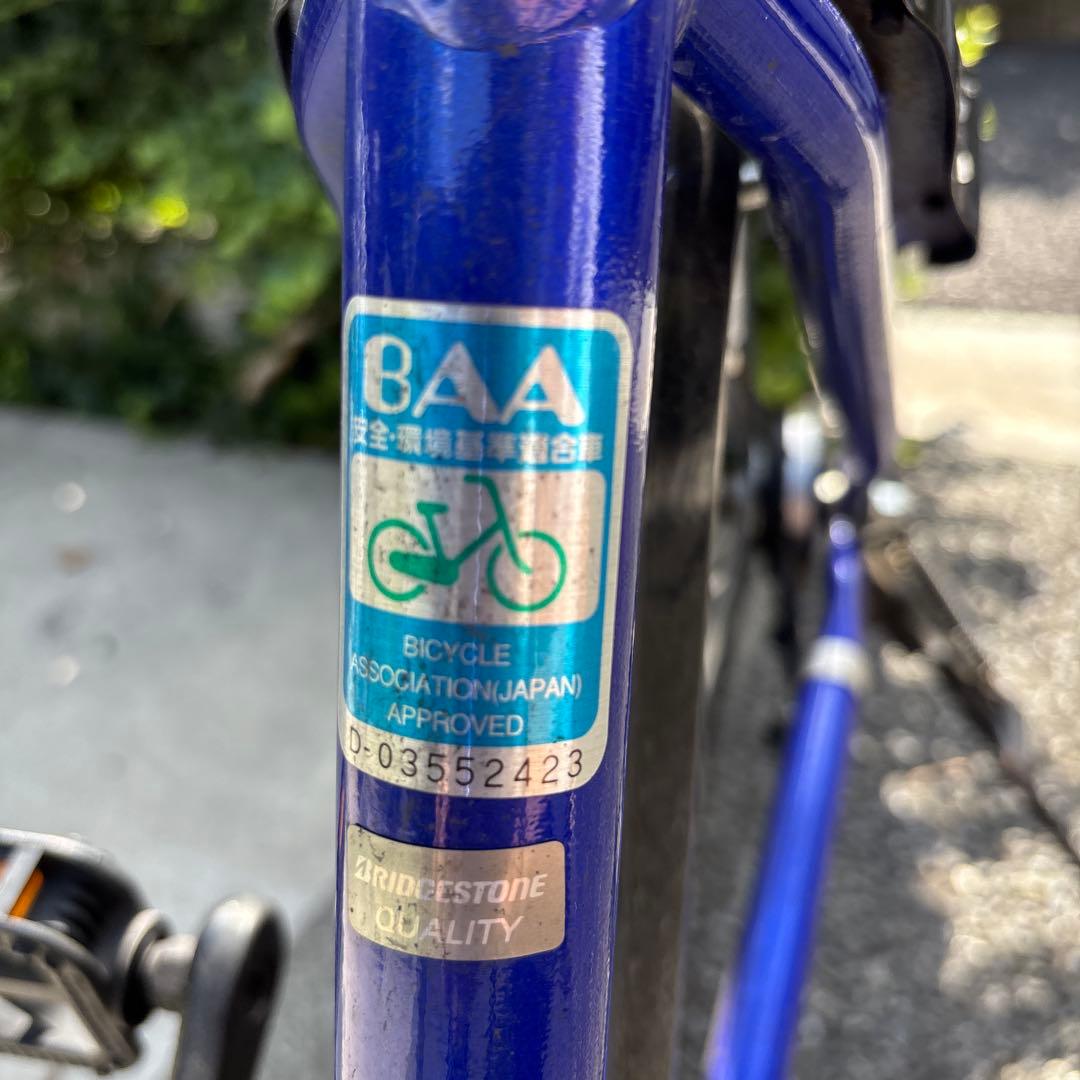 BAA
安全・環境基準適合車
BICYCLE
ASSOCIATION(JAPAN)
APPROVED
D-03552423
BRIDGESTONE
QUALITY